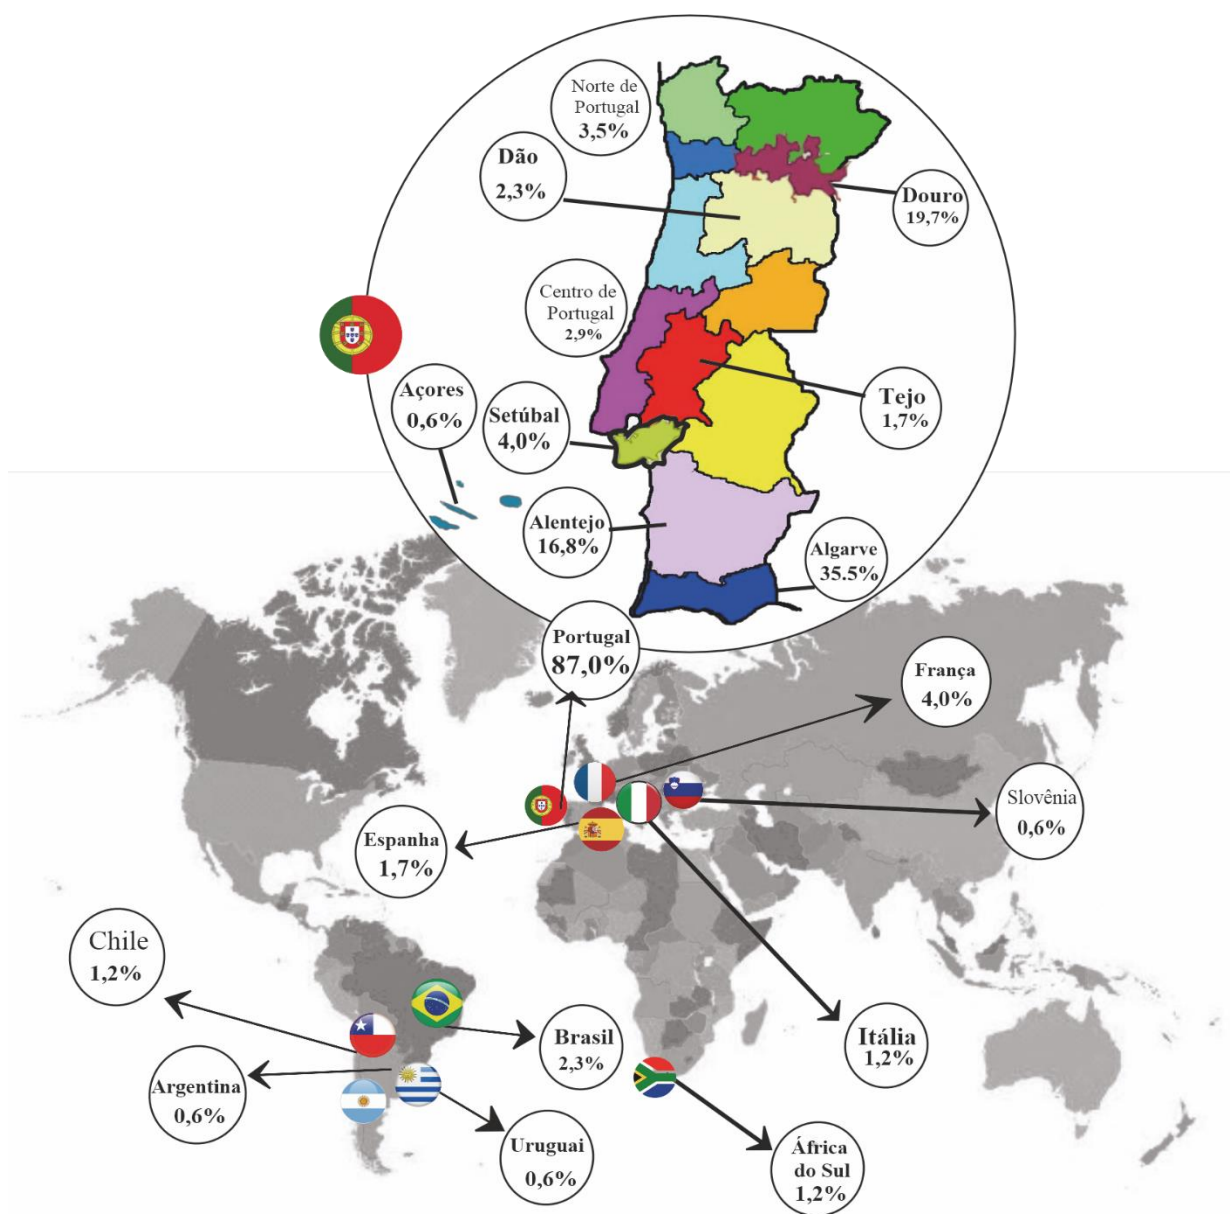 Norte de
Portugal
3,5%
Dão
2,3%
Douro
19,7%
Centro de
Portugal
2,9%
Açores
0,6%
Setúbal
4,0%
Tejo
1,7%
Alentejo
16,8%
Algarve
35.5%
Portugal
87,0%
França
4,0%
Slovênia
0,6%
Espanha
1,7%
Chile
1,2%
Brasil
2,3%
Itália
1,2%
Argentina
0,6%
Uruguai
0,6%
África
do Sul
1,2%